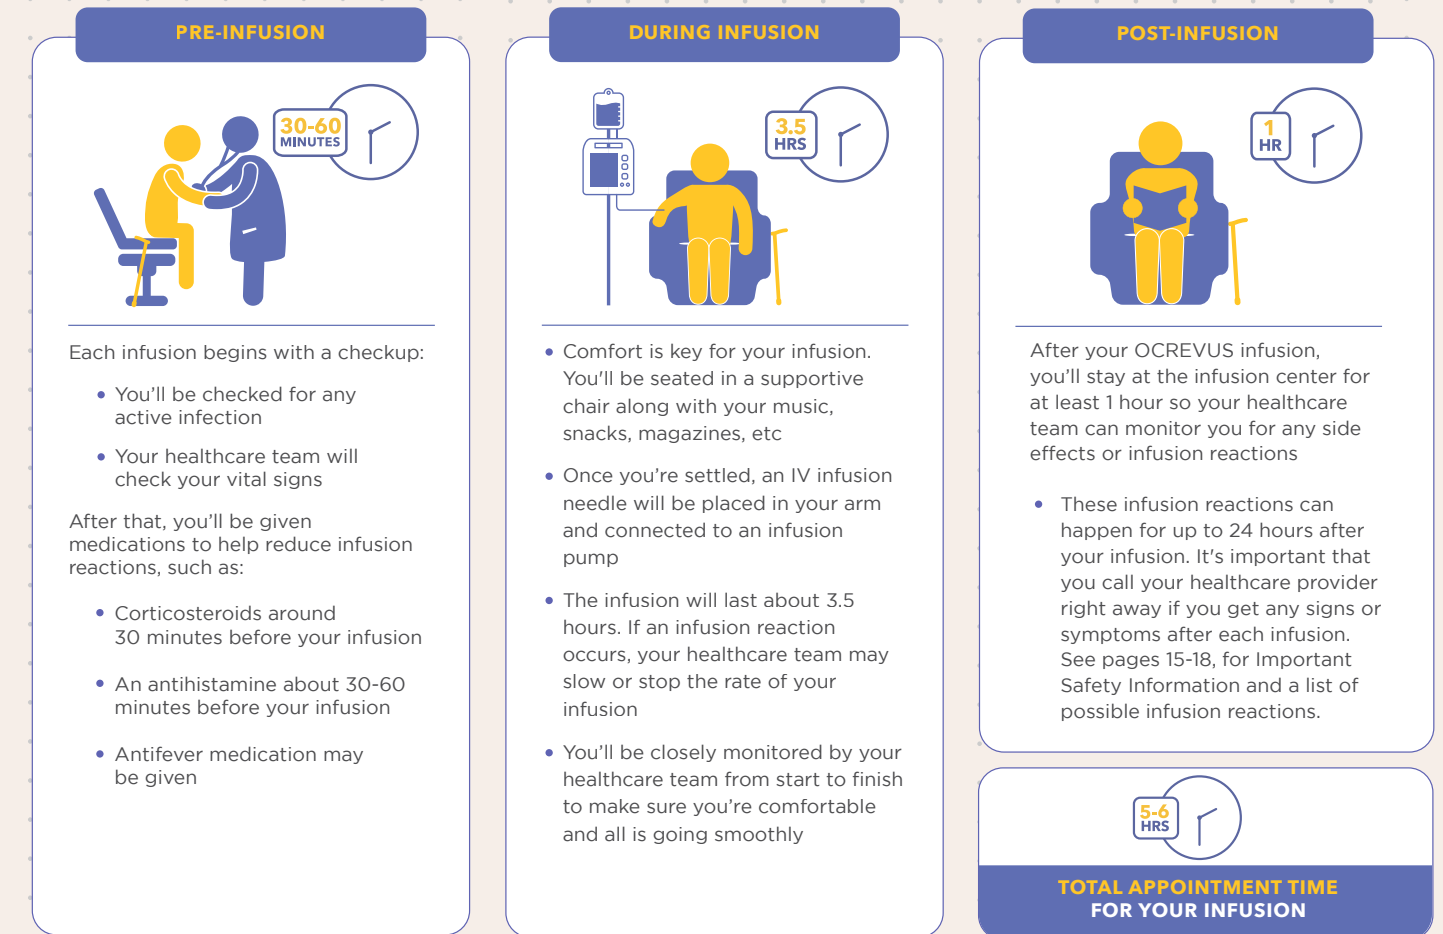 PRE-INFUSION
30-60
MINUTES
Each infusion begins with a checkup:
• You’ll be checked for any
active infection
• Your healthcare team will
check your vital signs
After that, you’ll be given
medications to help reduce infusion
reactions, such as:
• Corticosteroids around
30 minutes before your infusion
• An antihistamine about 30-60
minutes before your infusion
• Antifever medication may
be given
DURING INFUSION
3.5
HRS
• Comfort is key for your infusion.
You'll be seated in a supportive
chair along with your music,
snacks, magazines, etc
• Once you’re settled, an IV infusion
needle will be placed in your arm
and connected to an infusion
pump
• The infusion will last about 3.5
hours. If an infusion reaction
occurs, your healthcare team may
slow or stop the rate of your
infusion
• You’ll be closely monitored by your
healthcare team from start to finish
to make sure you’re comfortable
and all is going smoothly
POST-INFUSION
1
HR
After your OCREVUS infusion,
you’ll stay at the infusion center for
at least 1 hour so your healthcare
team can monitor you for any side
effects or infusion reactions
• These infusion reactions can
happen for up to 24 hours after
your infusion. It's important that
you call your healthcare provider
right away if you get any signs or
symptoms after each infusion.
See pages 15-18, for Important
Safety Information and a list of
possible infusion reactions.
5-6
HRS
TOTAL APPOINTMENT TIME
FOR YOUR INFUSION